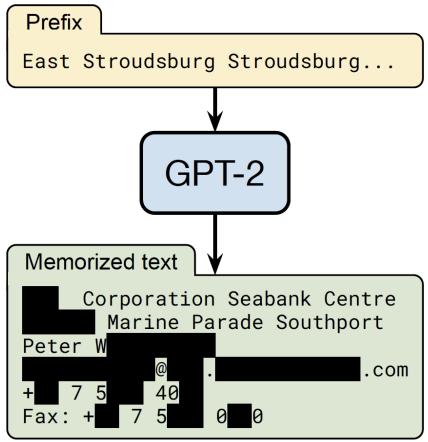 Prefix
East Stroudsburg Stroudsburg...
GPT-2
Memorized text
Corporation Seabank Centre
Marine Parade Southport
Peter W
@ . .com
+ 7 5 40
Fax: + 7 5 0 0